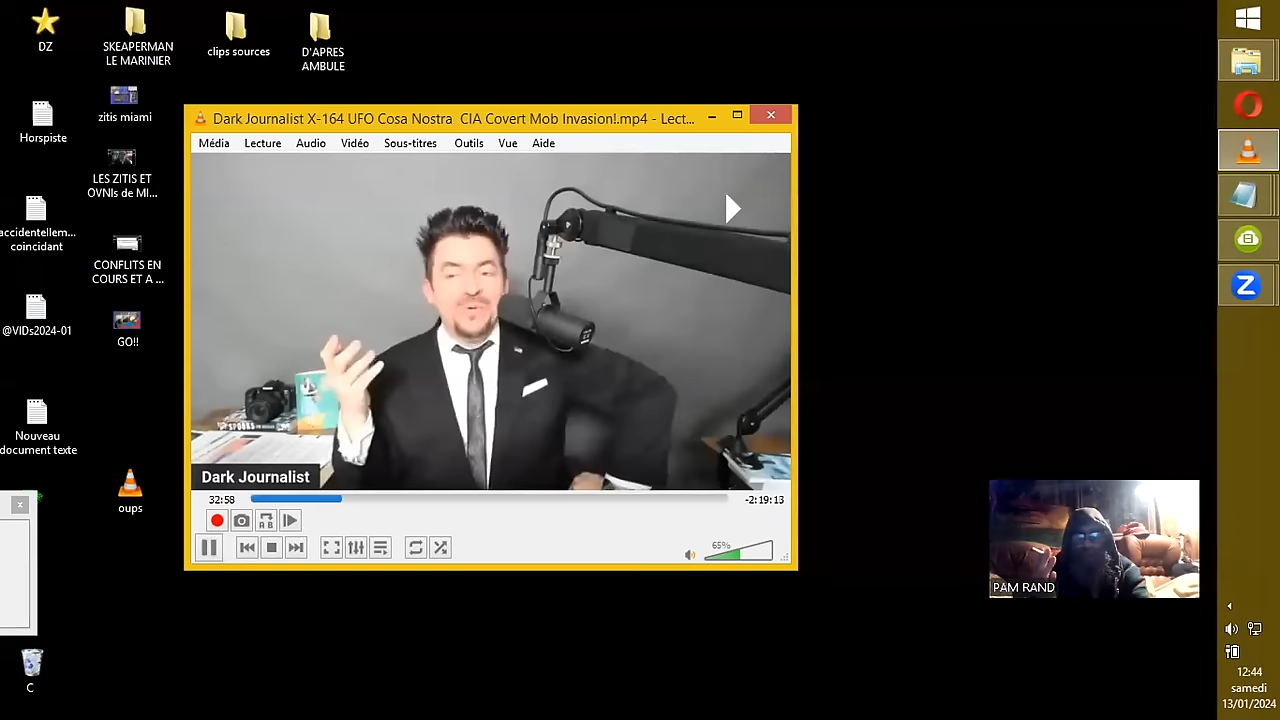 DZ
SKEAPERMAN
LE MARINIER
clips sources
D'APRES
AMBULE
Horspiste
zitis miami
LES ZITIS ET
OVNIs de MI...
accidentellem...
coincidant
CONFLITS EN
COURS ET A ...
@VIDs2024-01
GO!!
Nouveau
document texte
oups
x
C
Dark Journalist X-164 UFO Cosa Nostra CIA Covert Mob Invasion!.mp4 - Lect...
Média Lecture Audio Vidéo Sous-titres Outils Vue Aide
Dark Journalist
32:58
-2:19:13
A B
65%
PAM RAND
Z
12:44
samedi
13/01/2024